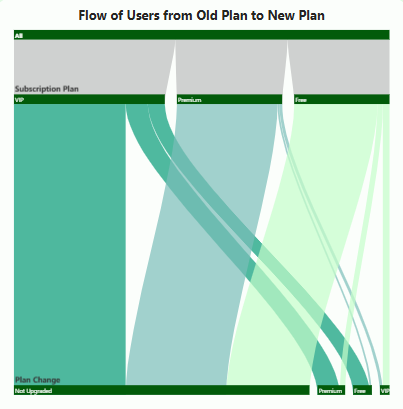 Flow of Users from Old Plan to New Plan
All
Subscription Plan
VIP Premium Free
Plan Change
Not Upgraded Premium Free VIP